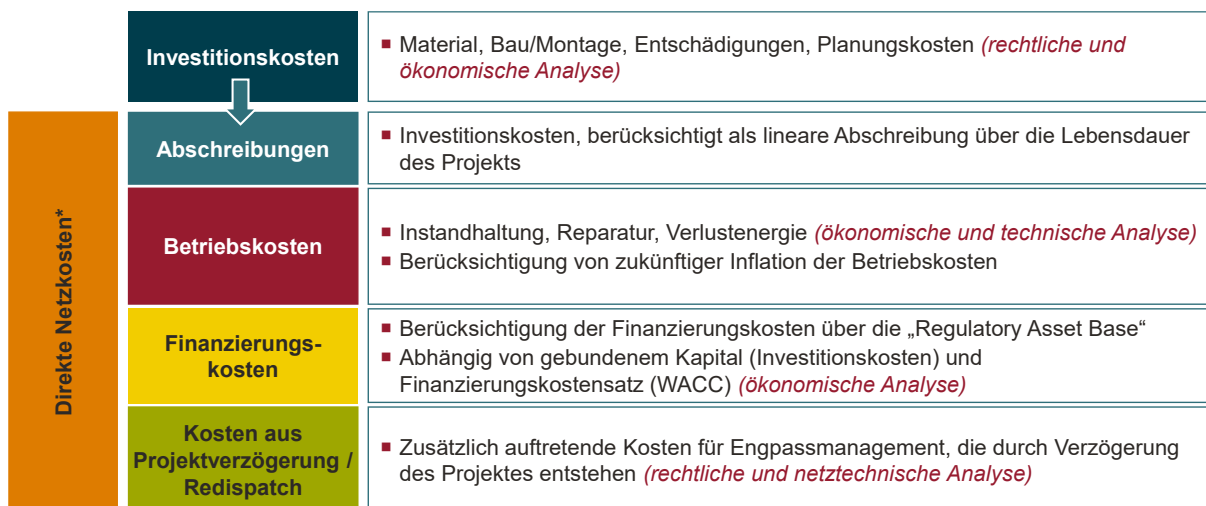 Investitionskosten
■ Material, Bau/Montage, Entschädigungen, Planungskosten (rechtliche und
ökonomische Analyse)
Direkte Netzkosten*
Abschreibungen
■ Investitionskosten, berücksichtigt als lineare Abschreibung über die Lebensdauer
des Projekts
Betriebskosten
■ Instandhaltung, Reparatur, Verlustenergie (ökonomische und technische Analyse)
■ Berücksichtigung von zukünftiger Inflation der Betriebskosten
Finanzierungs-
kosten
■ Berücksichtigung der Finanzierungskosten über die „Regulatory Asset Base“
■ Abhängig von gebundenem Kapital (Investitionskosten) und
Finanzierungskostensatz (WACC) (ökonomische Analyse)
Kosten aus
Projektverzögerung /
Redispatch
■ Zusätzlich auftretende Kosten für Engpassmanagement, die durch Verzögerung
des Projektes entstehen (rechtliche und netztechnische Analyse)